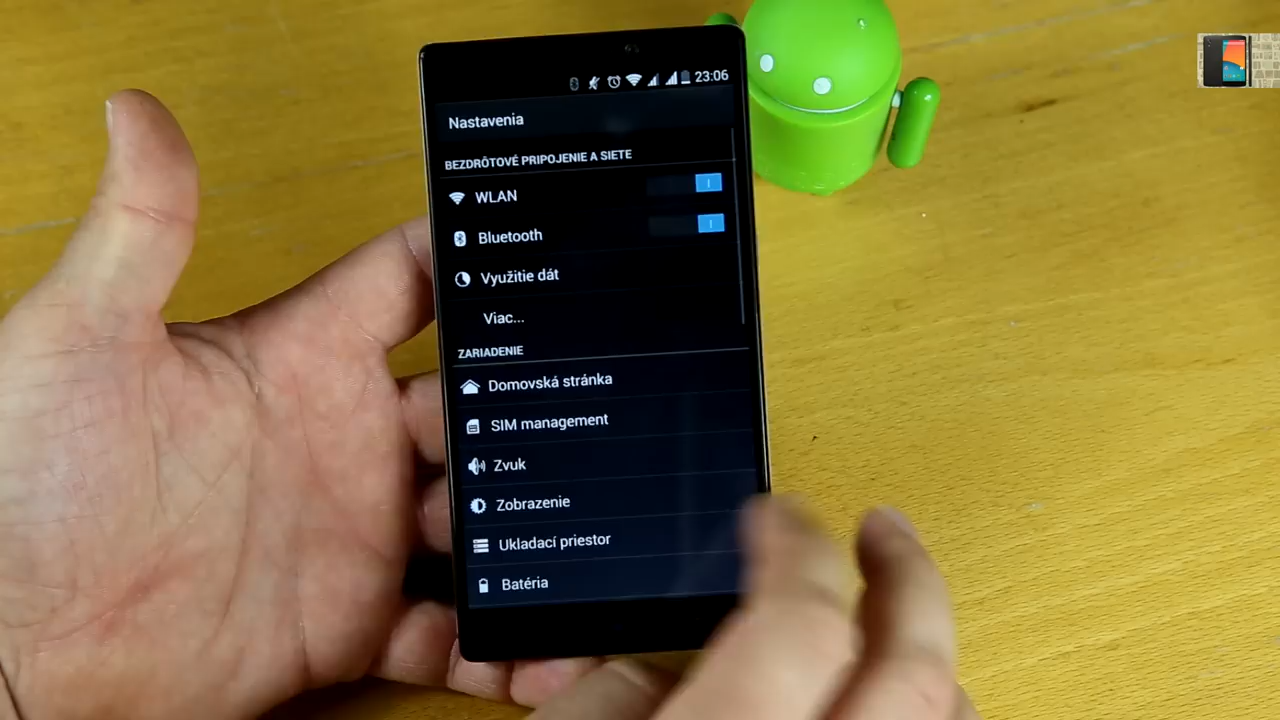 23:06
Nastavenia
BEZDRÔTOVÉ PRIPOJENIE A SIETE
WLAN
Bluetooth
Využitie dát
Viac...
ZARIADENIE
Domovská stránka
SIM management
Zvuk
Zobrazenie
Ukladací priestor
Batéria